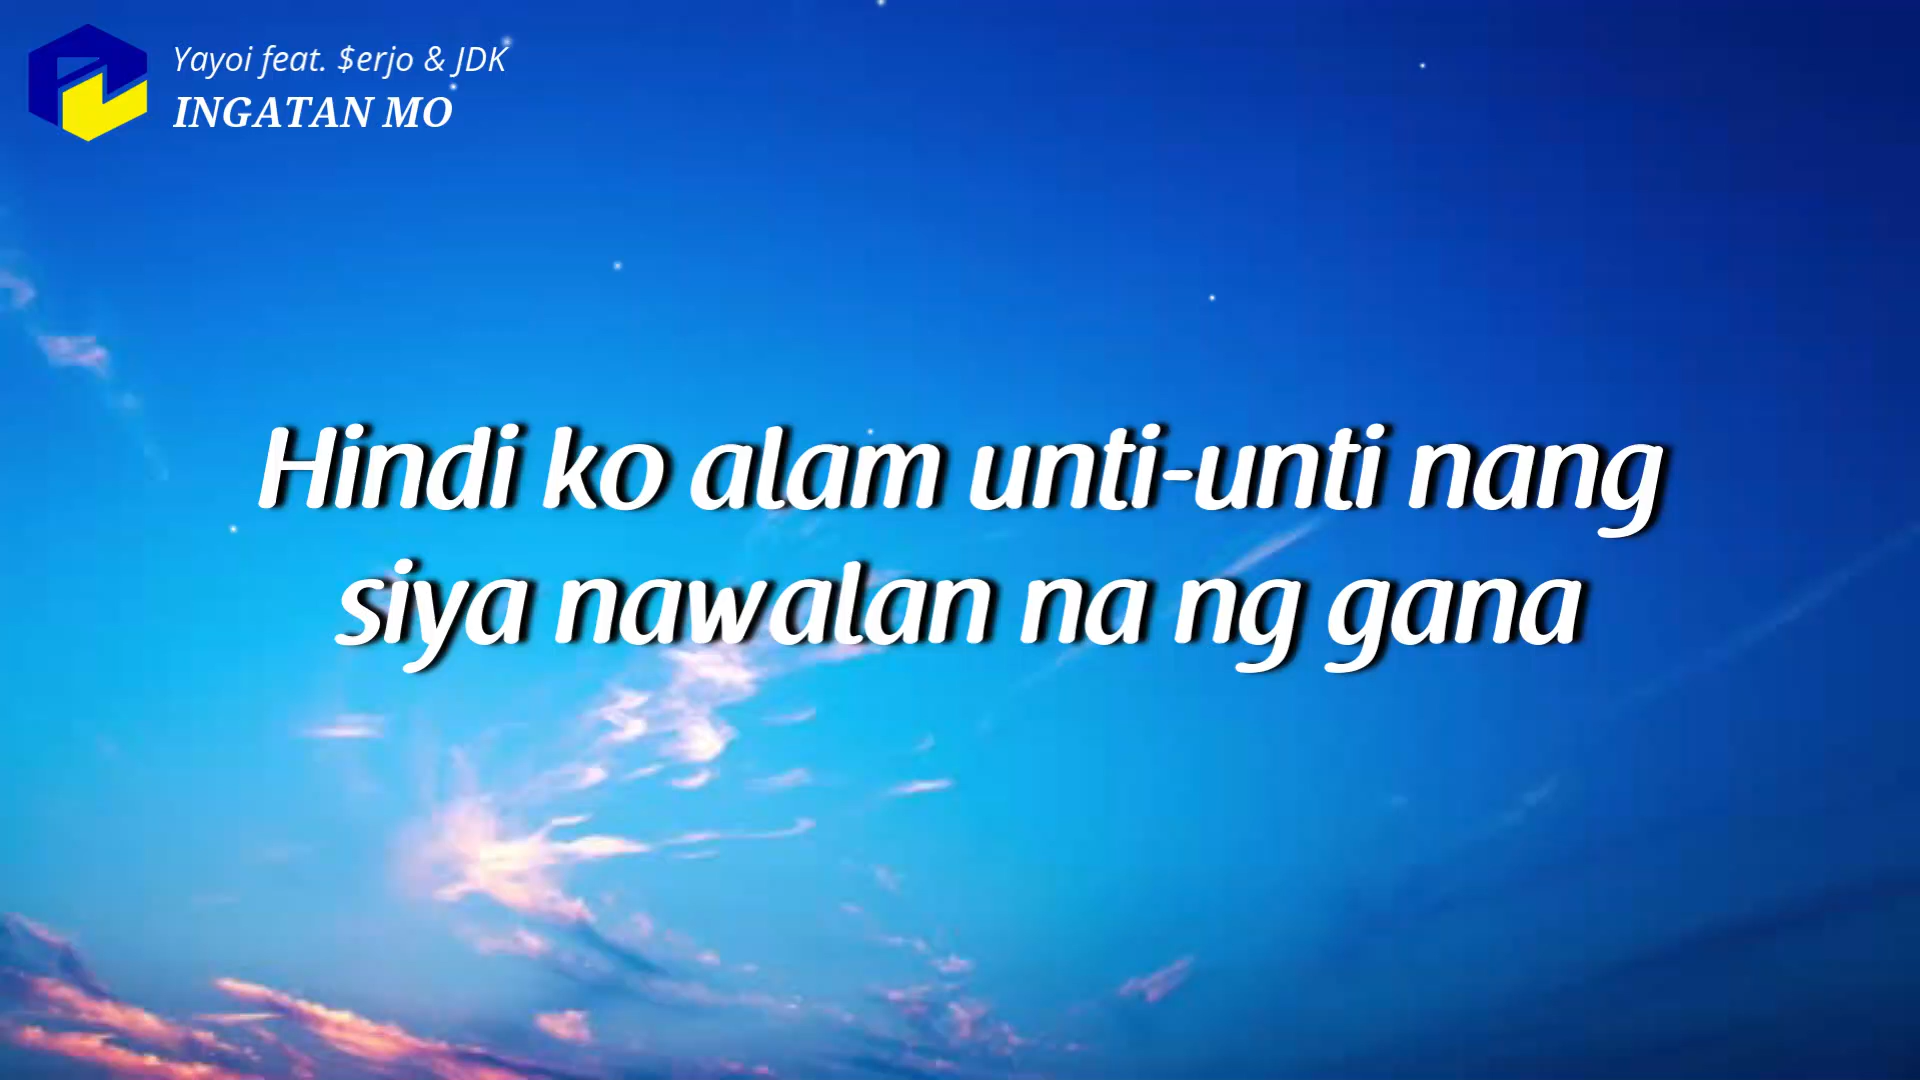 Yayoi feat. $erjo & JDK
INGATAN MO
Hindi ko alam unti-unti nang
siya nawalan na ng gana